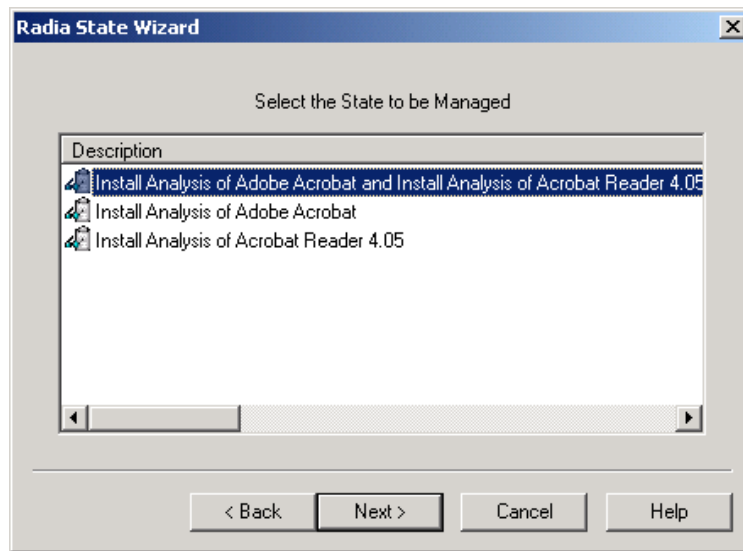 Radia State Wizard
Select the State to be Managed
Description
Install Analysis of Adobe Acrobat and Install Analysis of Acrobat Reader 4.05
Install Analysis of Adobe Acrobat
Install Analysis of Acrobat Reader 4.05
< Back Next > Cancel Help